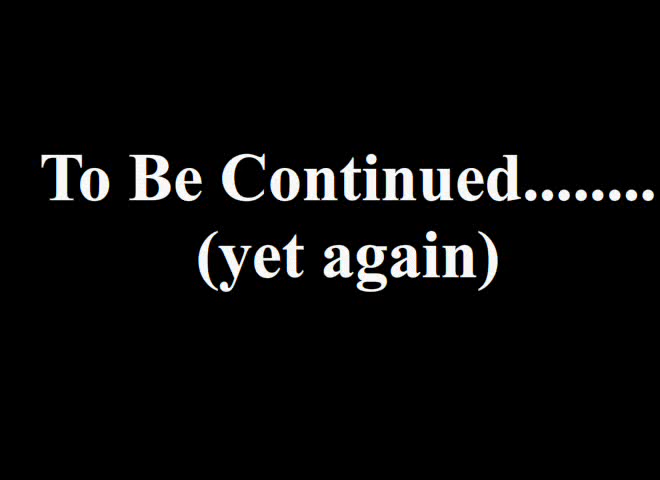 To Be Continued........
(yet again)